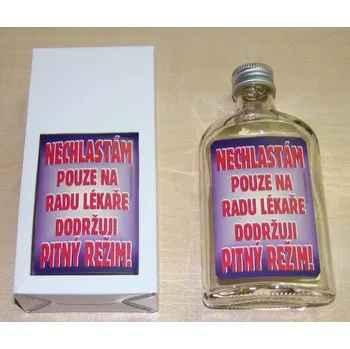 NECHLASTÁM
POUZE NA
RADU LÉKAŘE
DODRŽUJI
PITNÝ REŽIM!
NECHLASTÁM
POUZE NA
RADU LÉKAŘE
DODRŽUJI
PITNÝ REŽIM!